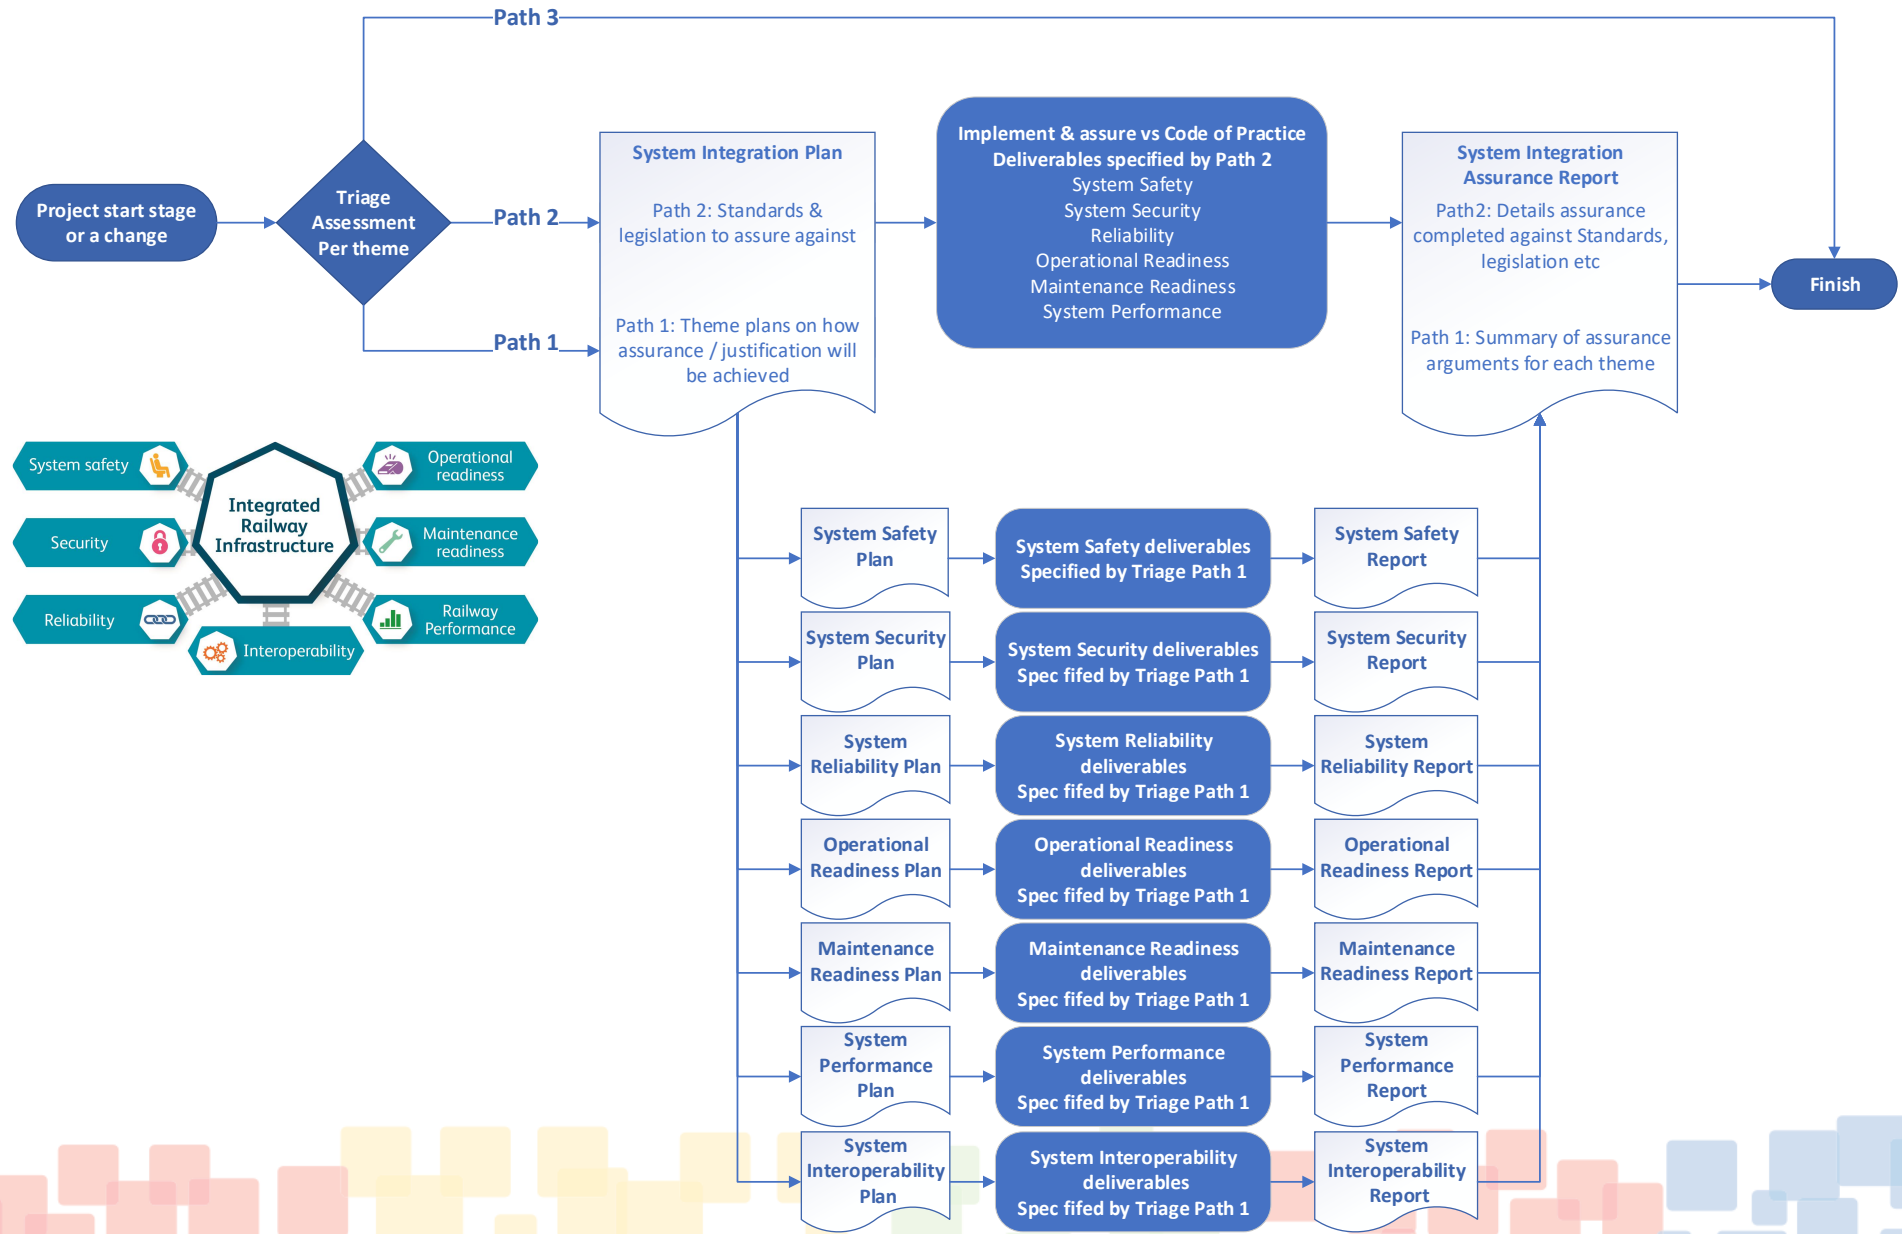 Path 3
Project start stage
or a change
Triage
Assessment
Per theme
Path 2
Path 1
System Integration Plan
Path 2: Standards &
legislation to assure against
Path 1: Theme plans on how
assurance / justification will
be achieved
Implement & assure vs Code of Practice
Deliverables specified by Path 2
System Safety
System Security
Reliability
Operational Readiness
Maintenance Readiness
System Performance
System Integration
Assurance Report
Path2: Details assurance
completed against Standards,
legislation etc
Path 1: Summary of assurance
arguments for each theme
Finish
System safety
Security
Reliability
Interoperability
Integrated
Railway
Infrastructure
Operational
readiness
Maintenance
readiness
Railway
Performance
System Safety
Plan
System Safety deliverables
Specified by Triage Path 1
System Safety
Report
System Security
Plan
System Security deliverables
Spec fifed by Triage Path 1
System Security
Report
System
Reliability Plan
System Reliability
deliverables
Spec fifed by Triage Path 1
System
Reliability Report
Operational
Readiness Plan
Operational Readiness
deliverables
Spec fifed by Triage Path 1
Operational
Readiness Report
Maintenance
Readiness Plan
Maintenance Readiness
deliverables
Spec fifed by Triage Path 1
Maintenance
Readiness Report
System
Performance
Plan
System Performance
deliverables
Spec fifed by Triage Path 1
System
Performance
Report
System
Interoperability
Plan
System Interoperability
deliverables
Spec fifed by Triage Path 1
System
Interoperability
Report